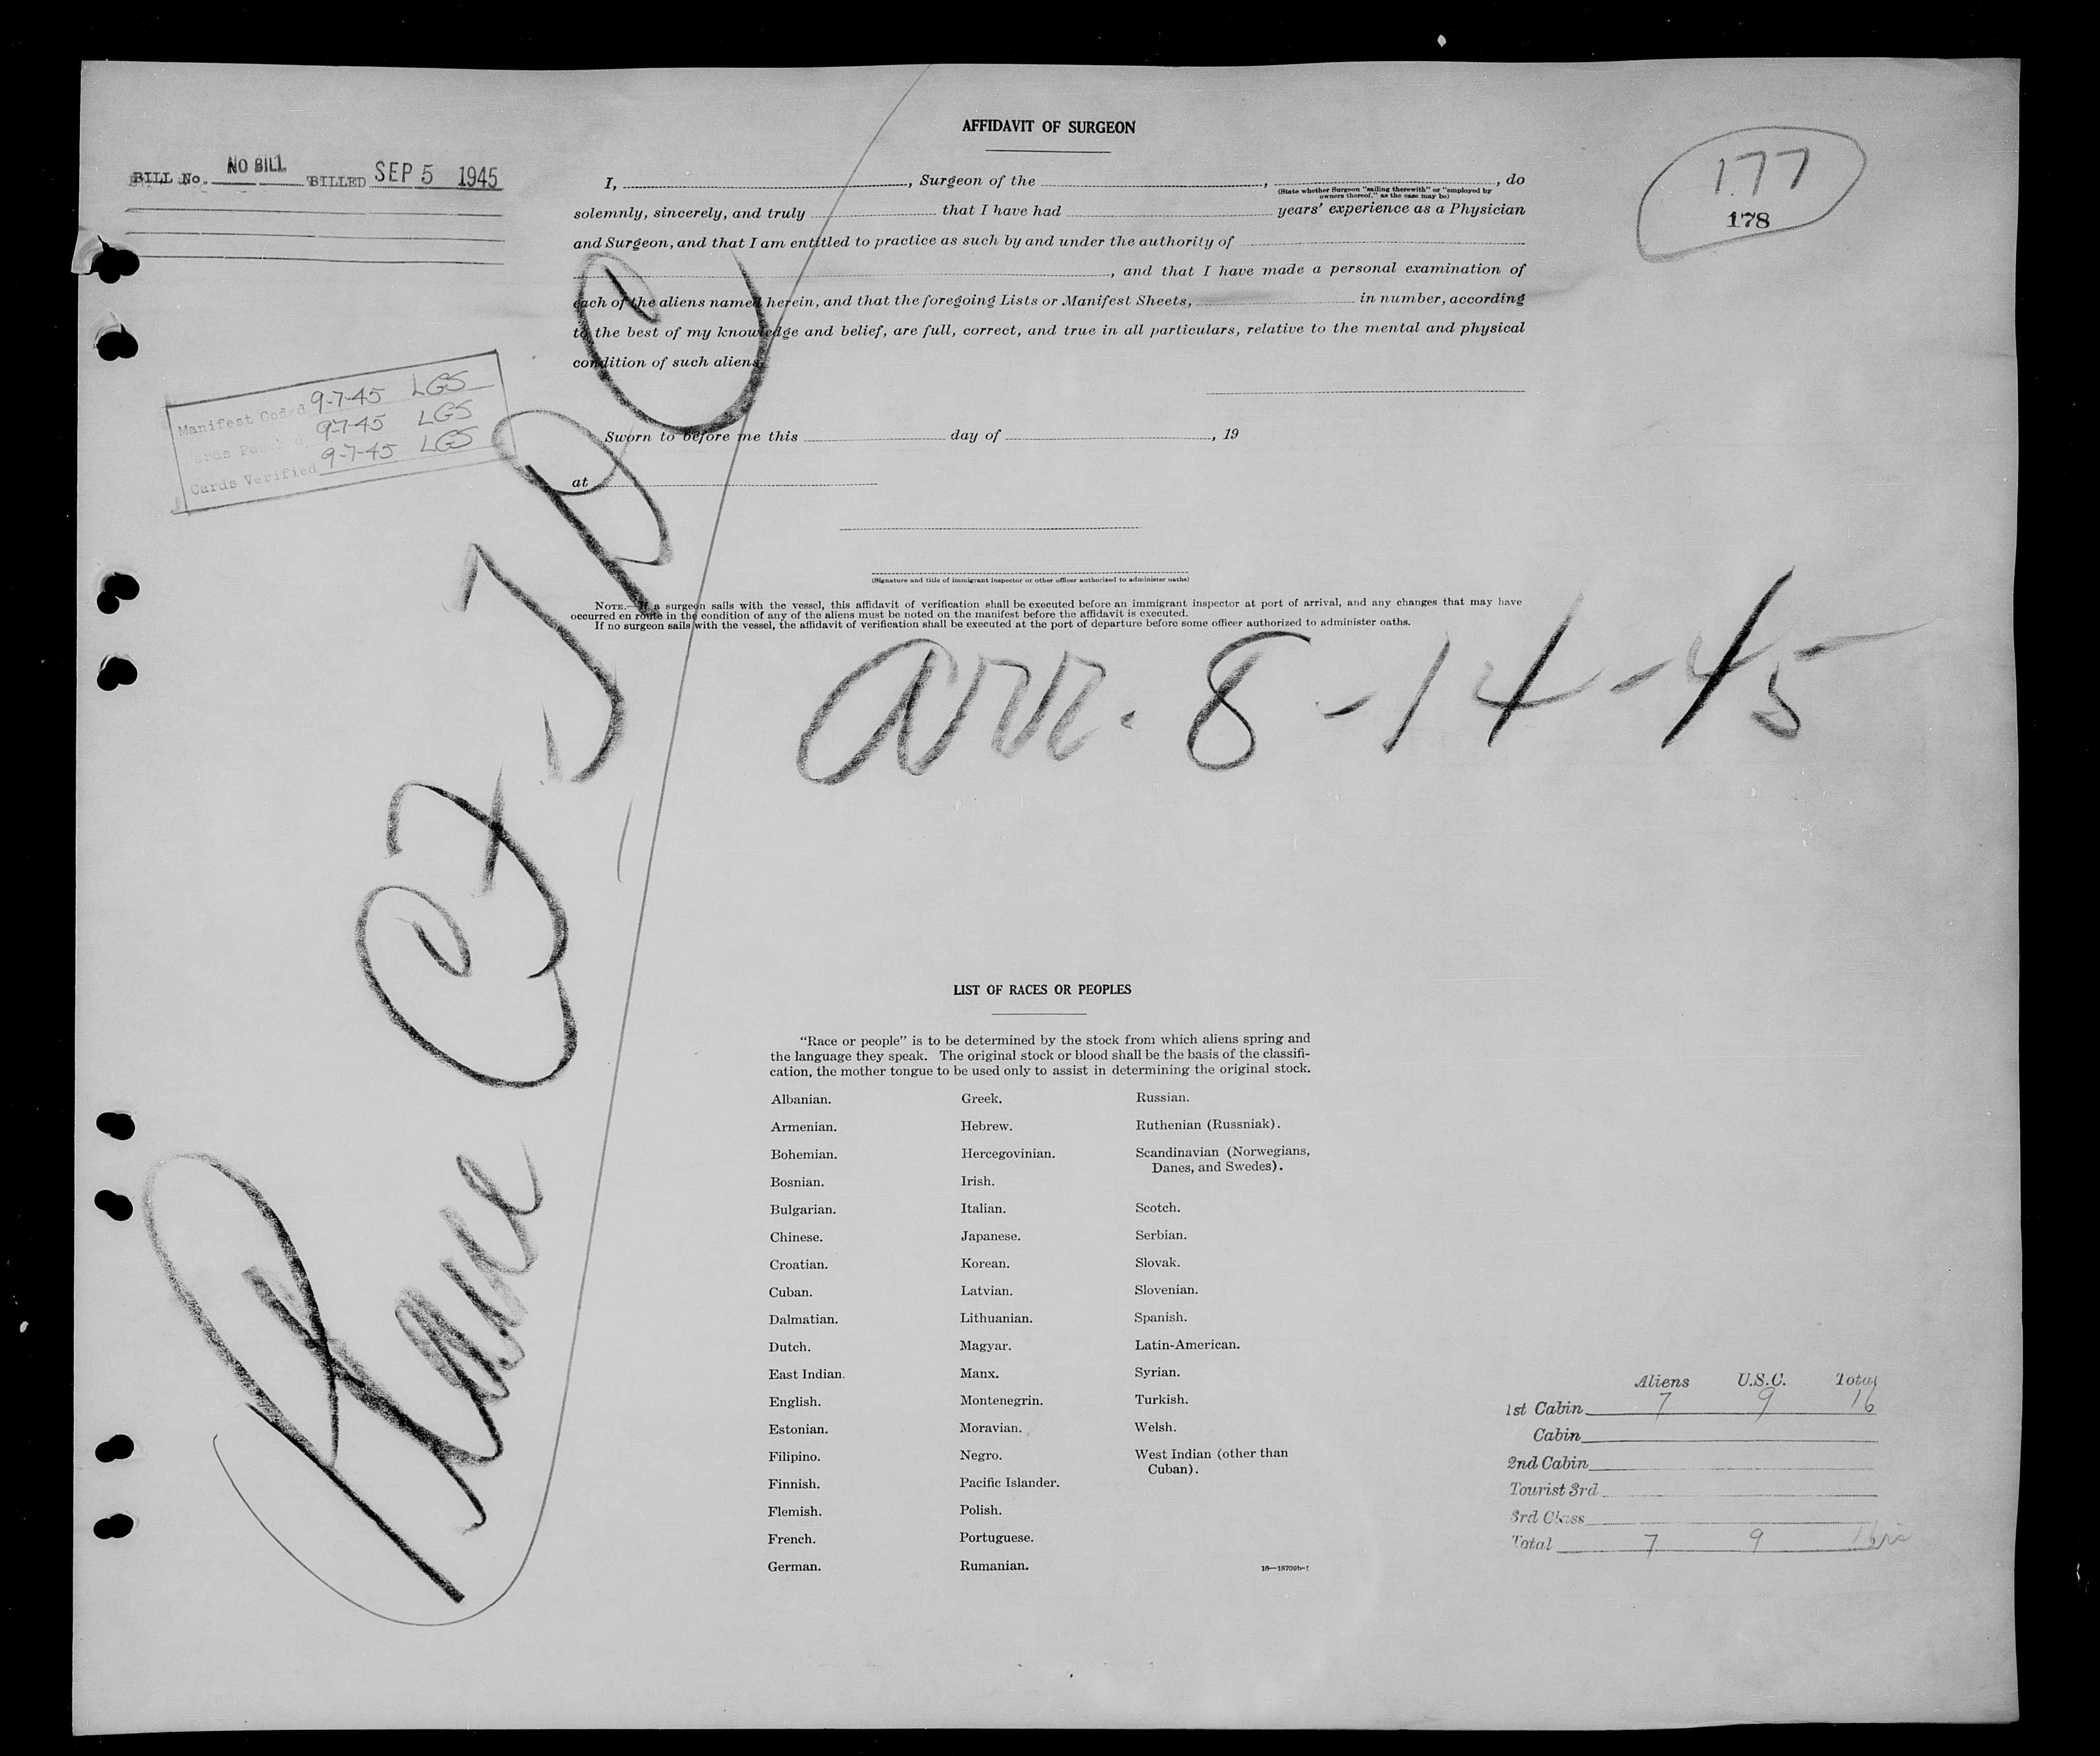 AFFIDAVIT OF SURGEON
BILL No. NO BILL BILLED SEP 5 1945
177
178
I, , Surgeon of the , , do
(State whether Surgeon "sailing therewith" or "employed by
owners thereof," as the case may be)
solemnly, sincerely, and truly that I have had years' experience as a Physician
and Surgeon, and that I am entitled to practice as such by and under the authority of
, and that I have made a personal examination of
each of the aliens named herein, and that the foregoing Lists or Manifest Sheets, in number, according
to the best of my knowledge and belief, are full, correct, and true in all particulars, relative to the mental and physical
condition of such aliens.
Manifest Coded 9-7-45 LGS
9-7-45 LGS
Cards Verified 9-7-45 LGS
Sworn to before me this day of , 19
at
(Signature and title of immigrant inspector or other officer authorized to administer oaths)
NOTE.—If a surgeon sails with the vessel, this affidavit of verification shall be executed before an immigrant inspector at port of arrival, and any changes that may have
occurred en route in the condition of any of the aliens must be noted on the manifest before the affidavit is executed.
If no surgeon sails with the vessel, the affidavit of verification shall be executed at the port of departure before some officer authorized to administer oaths.
arr. 8-14-45
Plane
LIST OF RACES OR PEOPLES
"Race or people" is to be determined by the stock from which aliens spring and
the language they speak. The original stock or blood shall be the basis of the classifi-
cation, the mother tongue to be used only to assist in determining the original stock.
Albanian.
Armenian.
Bohemian.
Bosnian.
Bulgarian.
Chinese.
Croatian.
Cuban.
Dalmatian.
Dutch.
East Indian.
English.
Estonian.
Filipino.
Finnish.
Flemish.
French.
German.
Greek.
Hebrew.
Hercegovinian.
Irish.
Italian.
Japanese.
Korean.
Latvian.
Lithuanian.
Magyar.
Manx.
Montenegrin.
Moravian.
Negro.
Pacific Islander.
Polish.
Portuguese.
Rumanian.
Russian.
Ruthenian (Russniak).
Scandinavian (Norwegians,
Danes, and Swedes).
Scotch.
Serbian.
Slovak.
Slovenian.
Spanish.
Latin-American.
Syrian.
Turkish.
Welsh.
West Indian (other than
Cuban).
Aliens U.S.C. Total
1st Cabin 7 9 16
Cabin
2nd Cabin
Tourist 3rd
3rd Class
Total 7 9 16